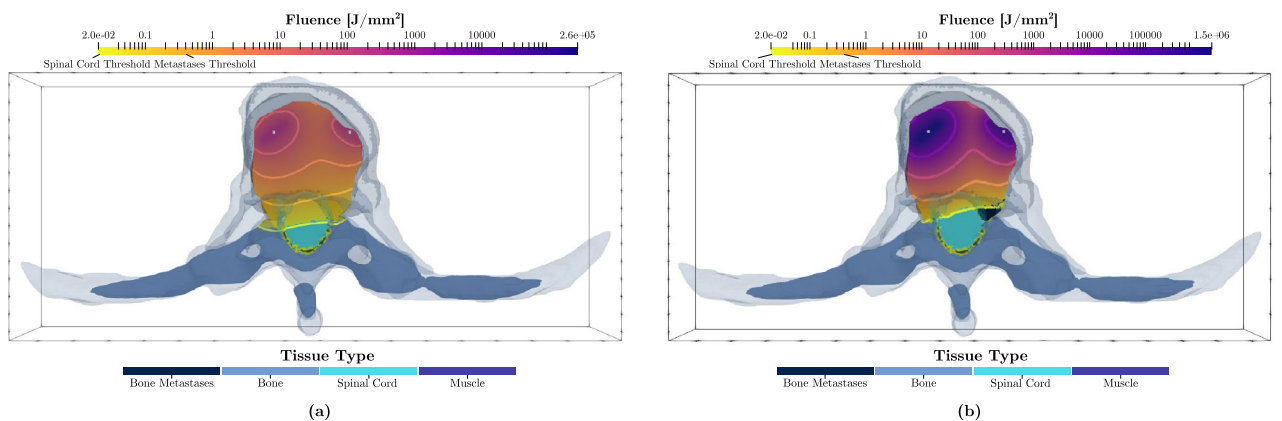 Fluence [J/mm²]
2.0e-02 0.1 1 10 100 1000 10000 2.6e+05
Spinal Cord Threshold Metastases Threshold
Tissue Type
Bone Metastases Bone Spinal Cord Muscle
(a)
Fluence [J/mm²]
2.0e-02 0.1 1 10 100 1000 10000 100000 1.5e+06
Spinal Cord Threshold Metastases Threshold
Tissue Type
Bone Metastases Bone Spinal Cord Muscle
(b)